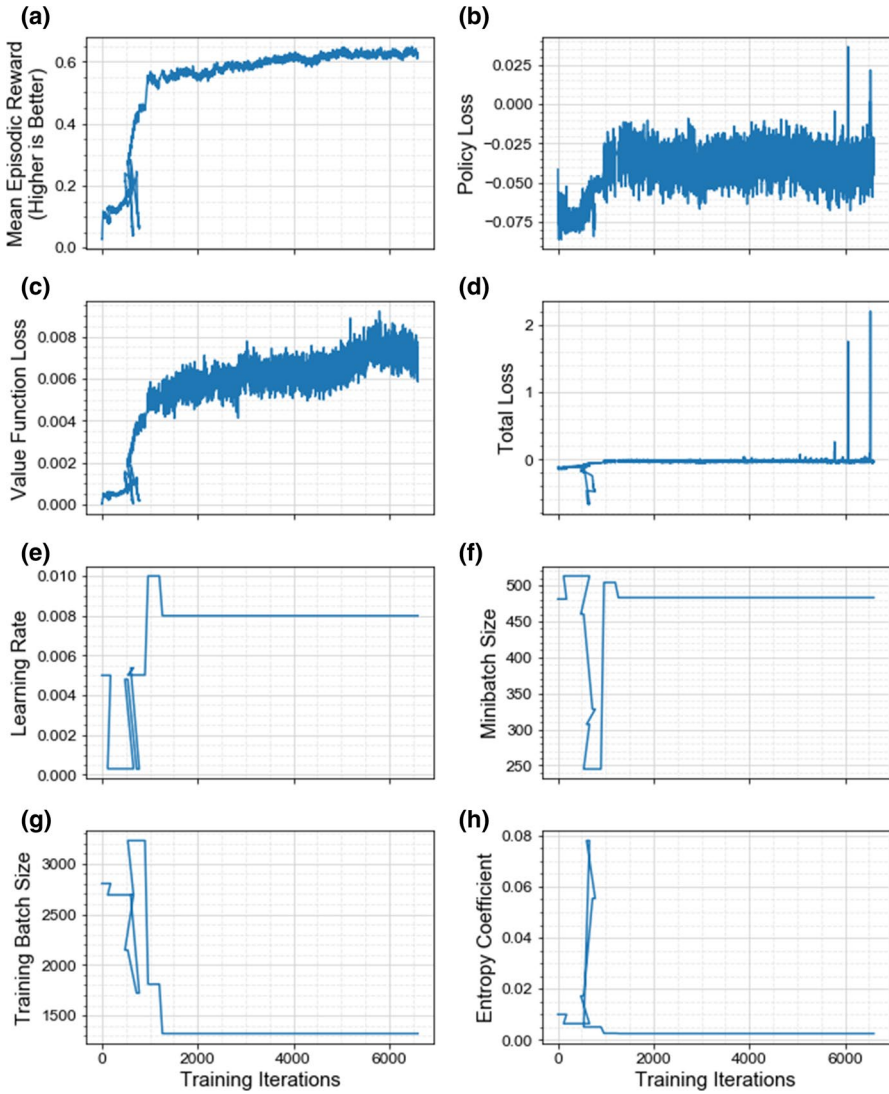 (a)
Mean Episodic Reward
(Higher is Better)
0.6
0.4
0.2
0.0
(b)
Policy Loss
0.025
0.000
−0.025
−0.050
−0.075
(c)
Value Function Loss
0.008
0.006
0.004
0.002
0.000
(d)
Total Loss
2
1
0
(e)
Learning Rate
0.010
0.008
0.006
0.004
0.002
0.000
(f)
Minibatch Size
500
450
400
350
300
250
(g)
Training Batch Size
3000
2500
2000
1500
0 2000 4000 6000
Training Iterations
(h)
Entropy Coefficient
0.08
0.06
0.04
0.02
0.00
0 2000 4000 6000
Training Iterations